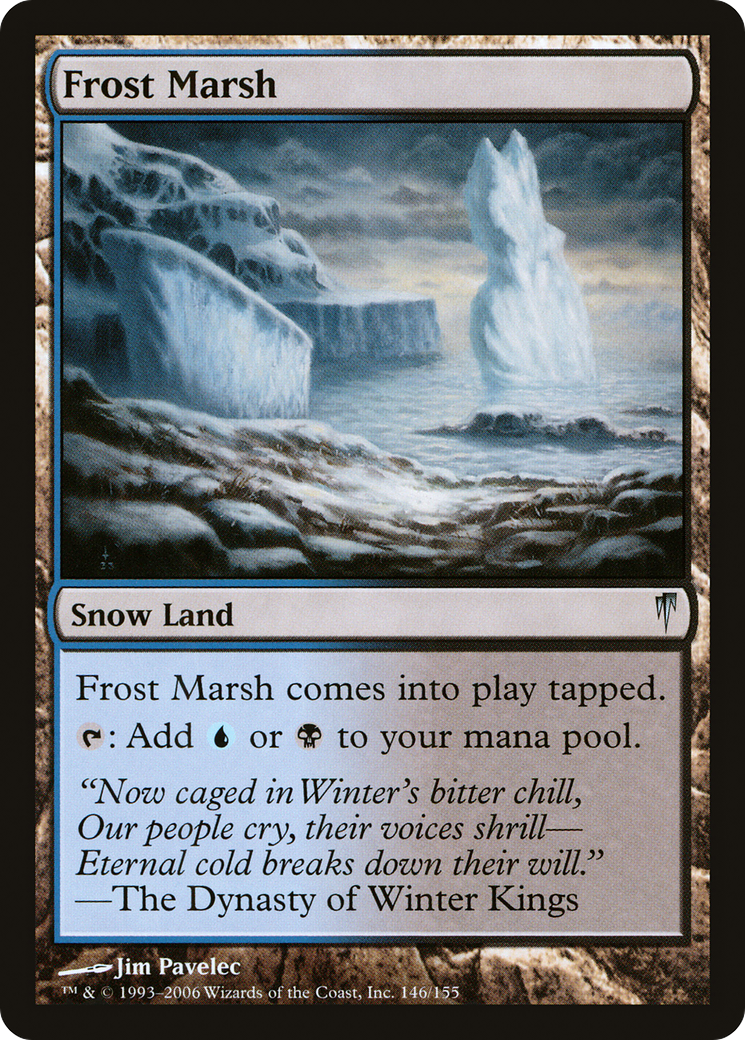 Frost Marsh
Snow Land
Frost Marsh comes into play tapped.
: Add or to your mana pool.
“Now caged in Winter’s bitter chill,
Our people cry, their voices shrill—
Eternal cold breaks down their will.”
—The Dynasty of Winter Kings
Jim Pavelec
™ & © 1993–2006 Wizards of the Coast, Inc. 146/155